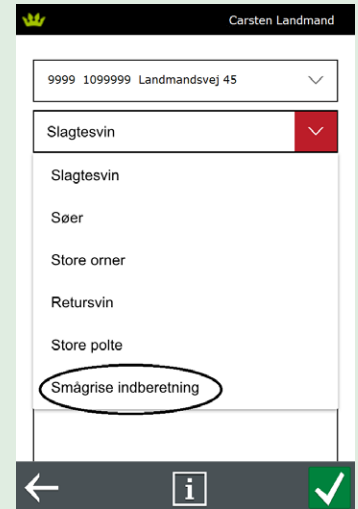 Carsten Landmand
9999 1099999 Landmandsvej 45
Slagtesvin
Slagtesvin
Søer
Store orner
Retursvin
Store polte
Smågrise indberetning
i